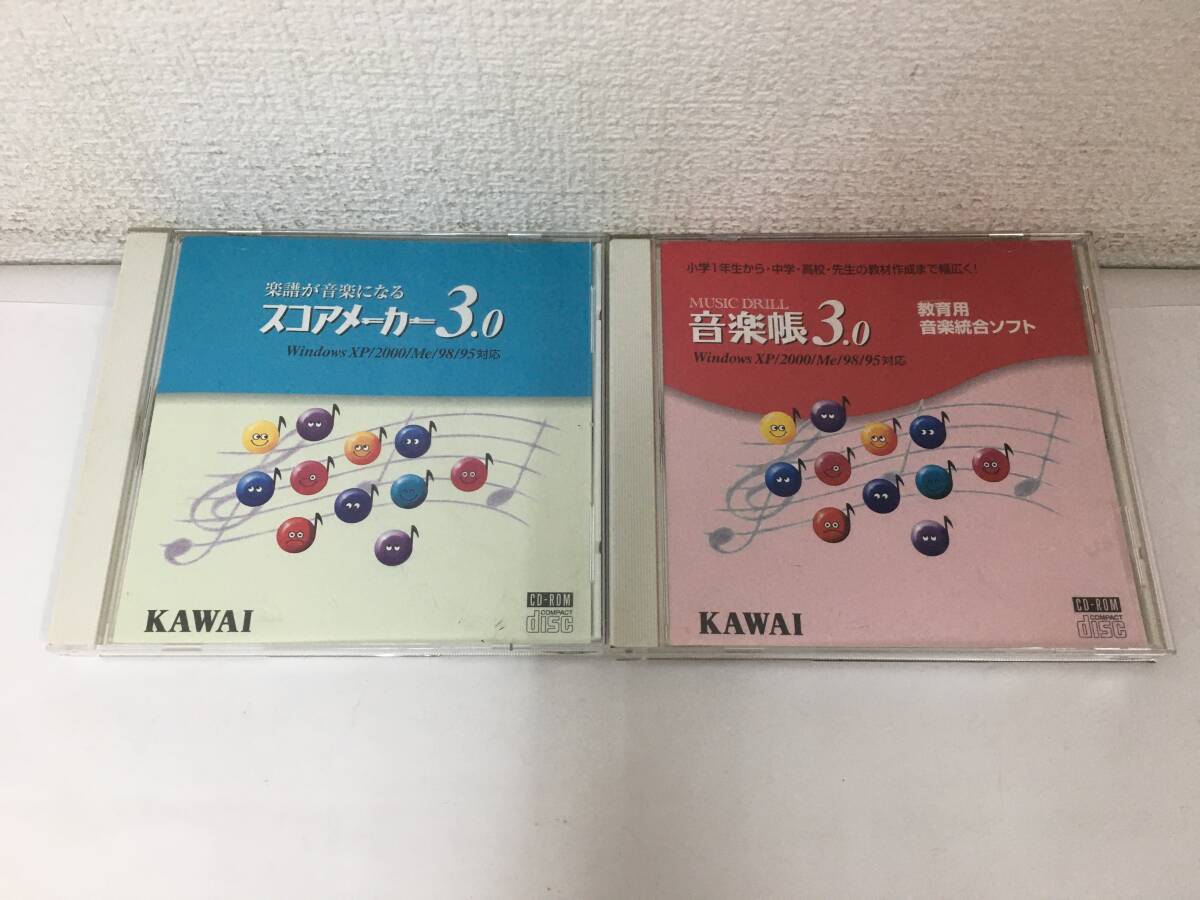 楽譜が音楽になる
スコアメーカー3.0
Windows XP/2000/Me/98/95対応
KAWAI
CD-ROM
COMPACT
disc
小学1年生から・中学・高校・先生の教材作成まで幅広く！
MUSIC DRILL
音楽帳3.0
教育用
音楽統合ソフト
Windows XP/2000/Me/98/95対応
KAWAI
CD-ROM
COMPACT
disc